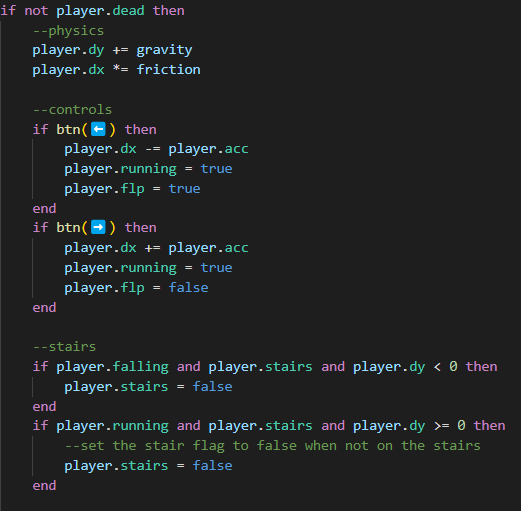 if not player.dead then
    --physics
    player.dy += gravity
    player.dx *= friction

    --controls
    if btn(⬅️) then
        player.dx -= player.acc
        player.running = true
        player.flp = true
    end
    if btn(➡️) then
        player.dx += player.acc
        player.running = true
        player.flp = false
    end

    --stairs
    if player.falling and player.stairs and player.dy < 0 then
        player.stairs = false
    end
    if player.running and player.stairs and player.dy >= 0 then
        --set the stair flag to false when not on the stairs
        player.stairs = false
    end